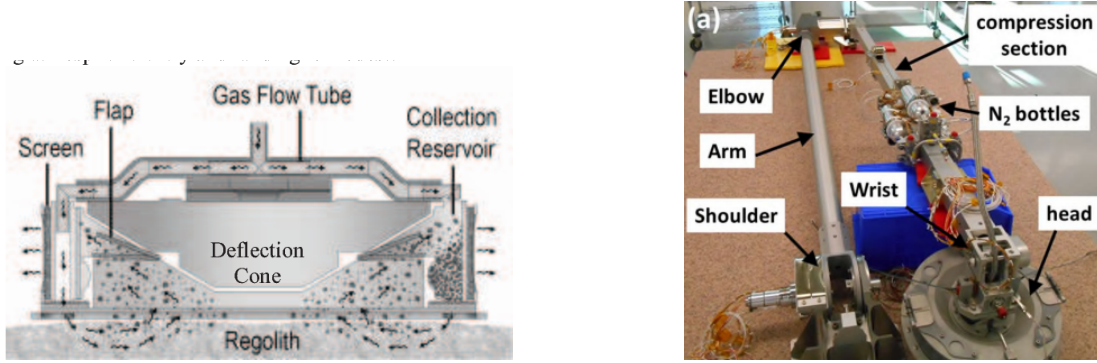 Gas Flow Tube
Flap
Collection
Reservoir
Screen
Deflection
Cone
Regolith
(a)
compression
section
Elbow
N₂ bottles
Arm
Wrist
Shoulder
head